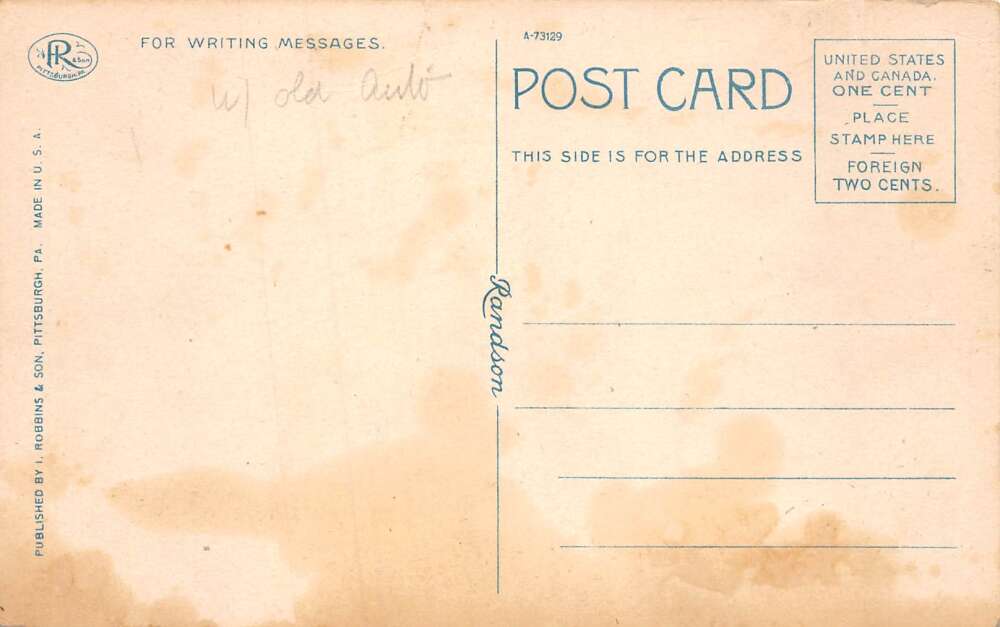 R & Son
PITTSBURGH, PA
FOR WRITING MESSAGES.
w/ old Auto
PUBLISHED BY I. ROBBINS & SON, PITTSBURGH, PA. MADE IN U. S. A.
Randson
A-73129
POST CARD
THIS SIDE IS FOR THE ADDRESS
UNITED STATES
AND CANADA.
ONE CENT
PLACE
STAMP HERE
FOREIGN
TWO CENTS.